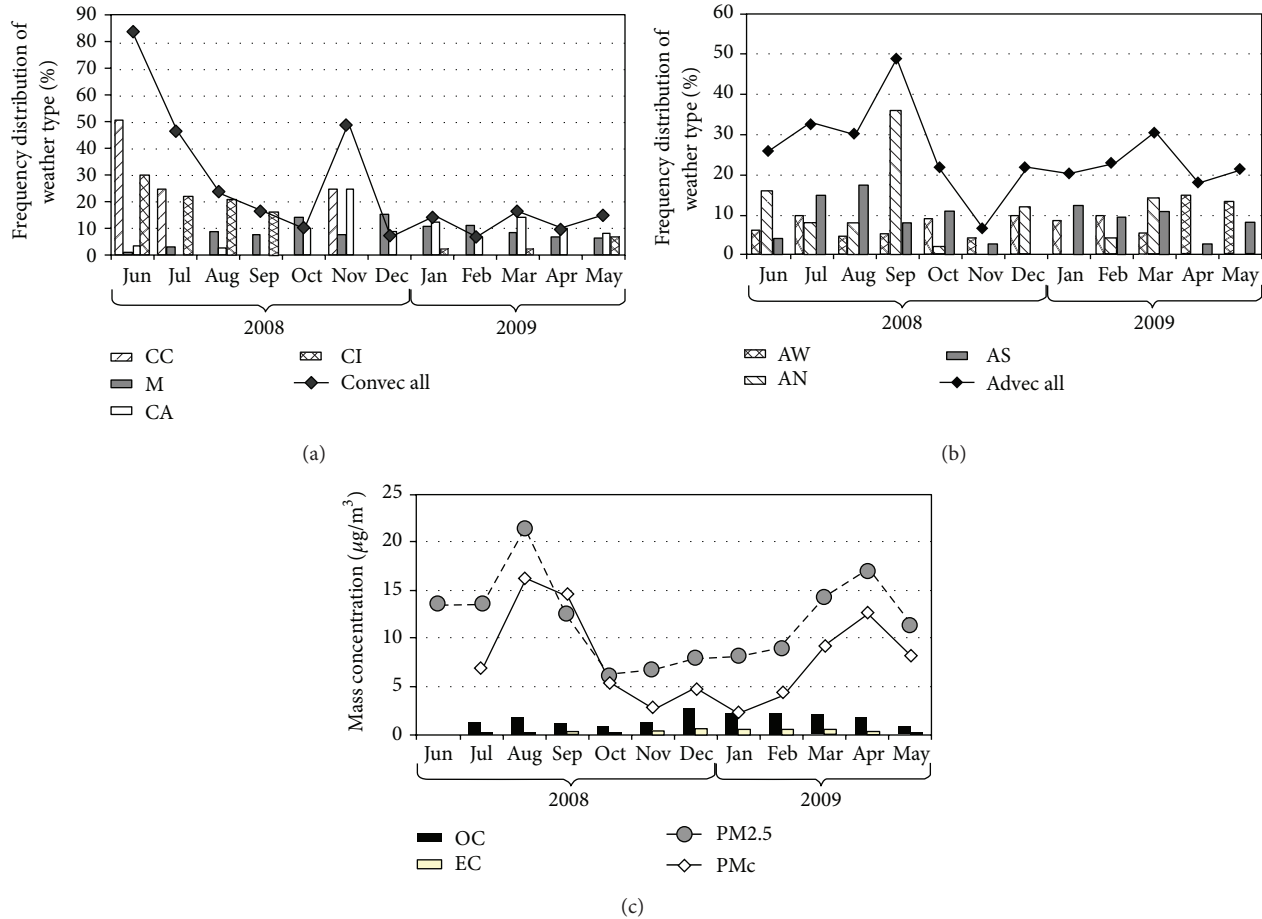 Frequency distribution of
weather type (%)
90
80
70
60
50
40
30
20
10
0
Jun Jul Aug Sep Oct Nov Dec Jan Feb Mar Apr May
2008 2009
CC
M
CA
CI
Convec all
(a)
Frequency distribution of
weather type (%)
60
50
40
30
20
10
0
Jun Jul Aug Sep Oct Nov Dec Jan Feb Mar Apr May
2008 2009
AW
AN
AS
Advec all
(b)
Mass concentration (µg/m³)
25
20
15
10
5
0
Jun Jul Aug Sep Oct Nov Dec Jan Feb Mar Apr May
2008 2009
OC
EC
PM2.5
PMc
(c)